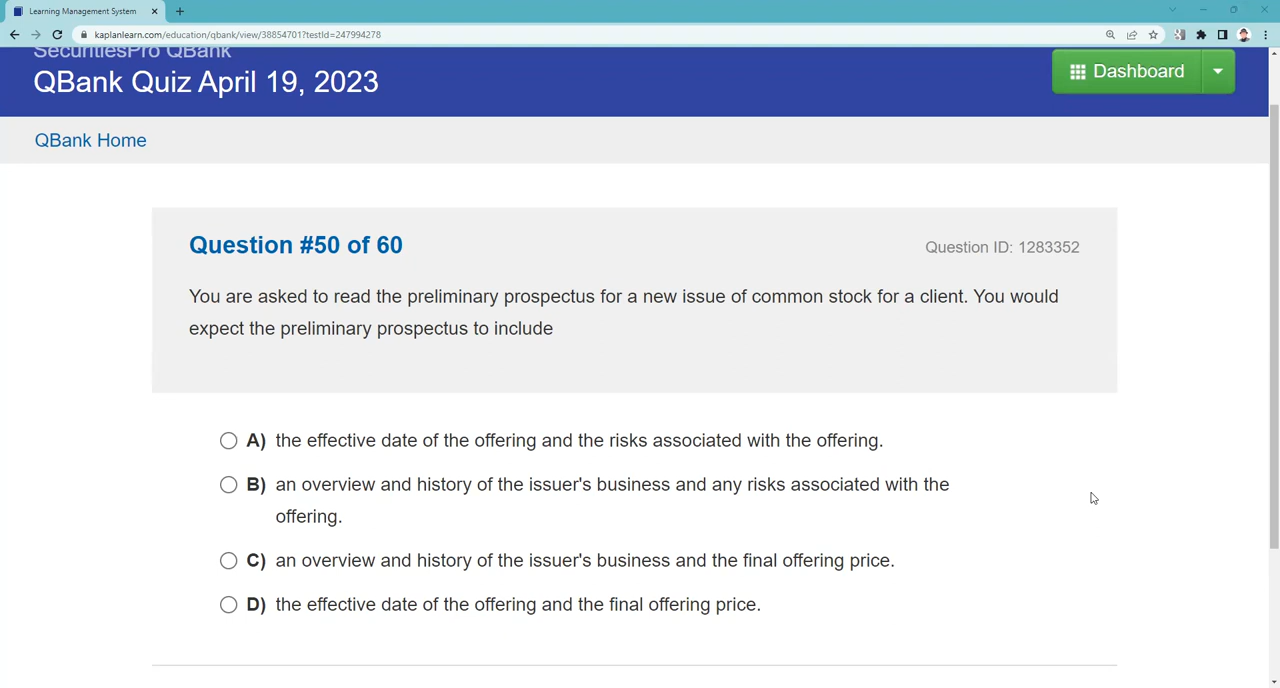 Learning Management System
kaplanlearn.com/education/qbank/view/38854701?testId=247994278
SecuritiesPro QBank
QBank Quiz April 19, 2023
Dashboard
QBank Home
Question #50 of 60
Question ID: 1283352
You are asked to read the preliminary prospectus for a new issue of common stock for a client. You would
expect the preliminary prospectus to include
A) the effective date of the offering and the risks associated with the offering.
B) an overview and history of the issuer's business and any risks associated with the
offering.
C) an overview and history of the issuer's business and the final offering price.
D) the effective date of the offering and the final offering price.